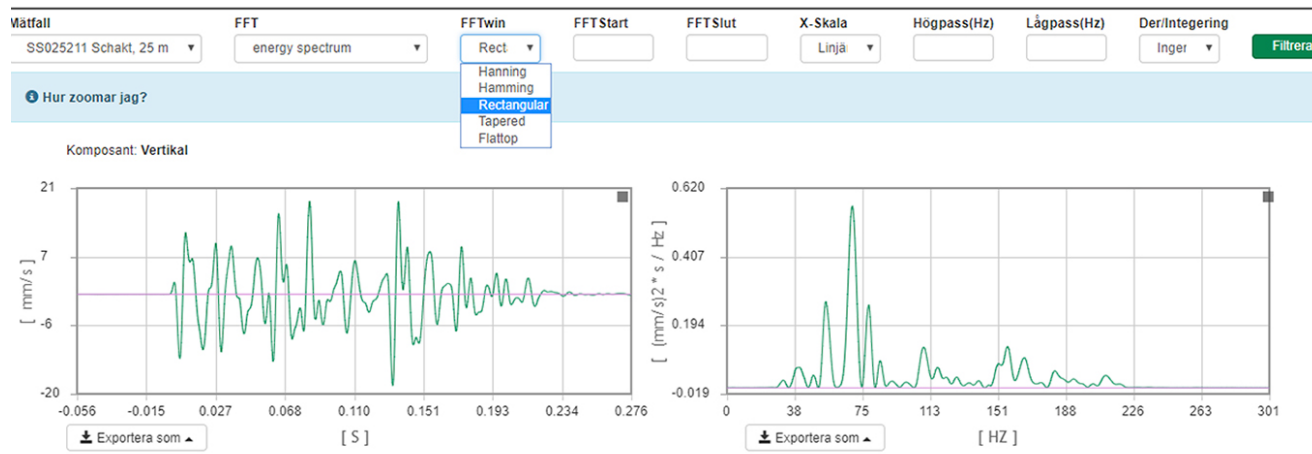 Mätfall FFT FFTwin FFTStart FFTSlut X-Skala Högpass(Hz) Lågpass(Hz) Der/Integering
SS025211 Schakt, 25 m energy spectrum Rect Linjä Inger Filtrera
Hanning
Hamming
Rectangular
Tapered
Flattop
Hur zoomar jag?
Komposant: Vertikal
21
7
-6
-20
[ mm/s ]
-0.056 -0.015 0.027 0.068 0.110 0.151 0.193 0.234 0.276
[ S ]
Exportera som
0.620
0.407
0.194
-0.019
[ (mm/s)2 * s / Hz ]
0 38 75 113 151 188 226 263 301
[ HZ ]
Exportera som